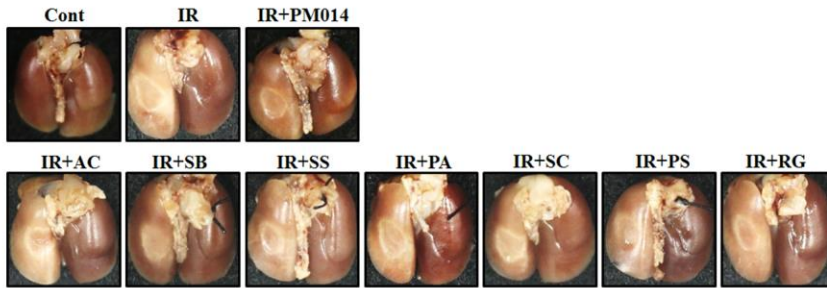 Cont IR IR+PM014
IR+AC IR+SB IR+SS IR+PA IR+SC IR+PS IR+RG